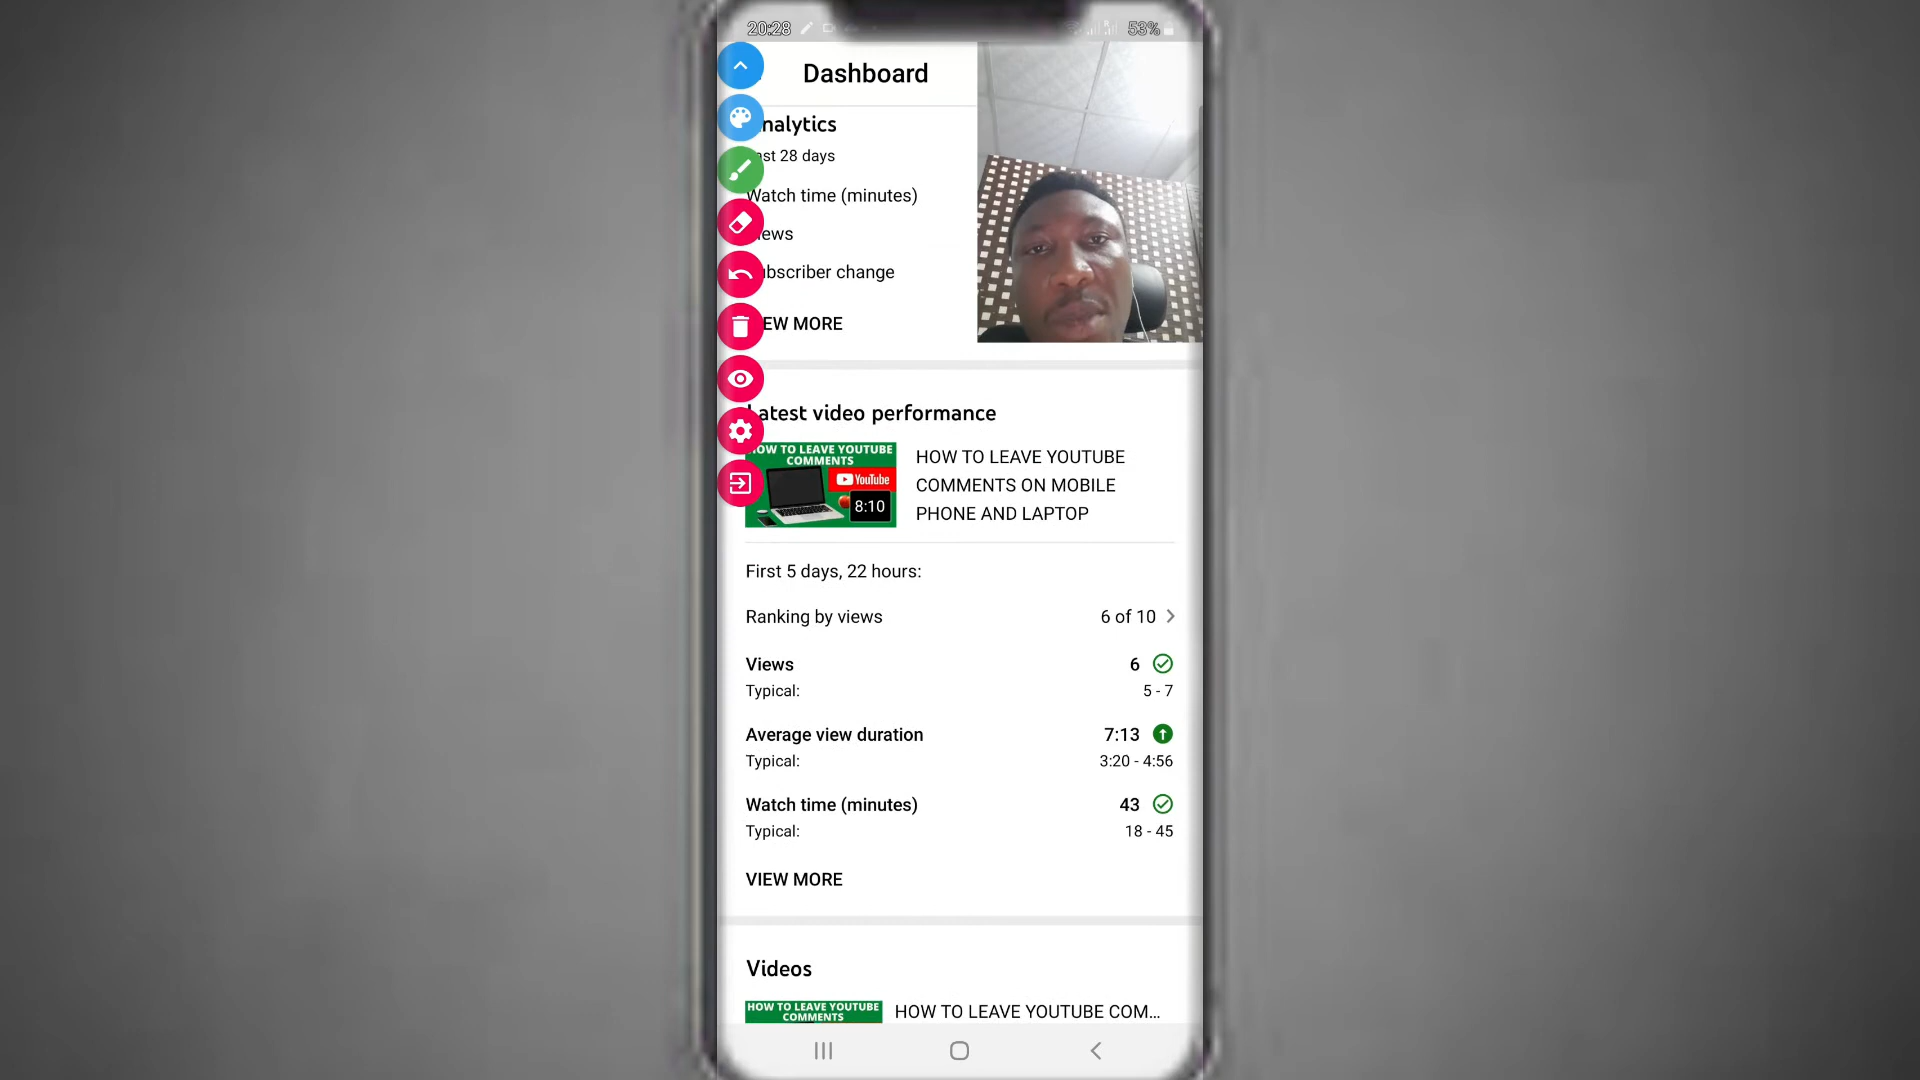 20:28
53%
Dashboard
nalytics
ast 28 days
Watch time (minutes)
iews
ubscriber change
EW MORE
Latest video performance
OW TO LEAVE YOUTUBE
COMMENTS
YouTube
8:10
HOW TO LEAVE YOUTUBE
COMMENTS ON MOBILE
PHONE AND LAPTOP
First 5 days, 22 hours:
Ranking by views 6 of 10
Views 6
Typical: 5 - 7
Average view duration 7:13
Typical: 3:20 - 4:56
Watch time (minutes) 43
Typical: 18 - 45
VIEW MORE
Videos
HOW TO LEAVE YOUTUBE
COMMENTS
HOW TO LEAVE YOUTUBE COM...